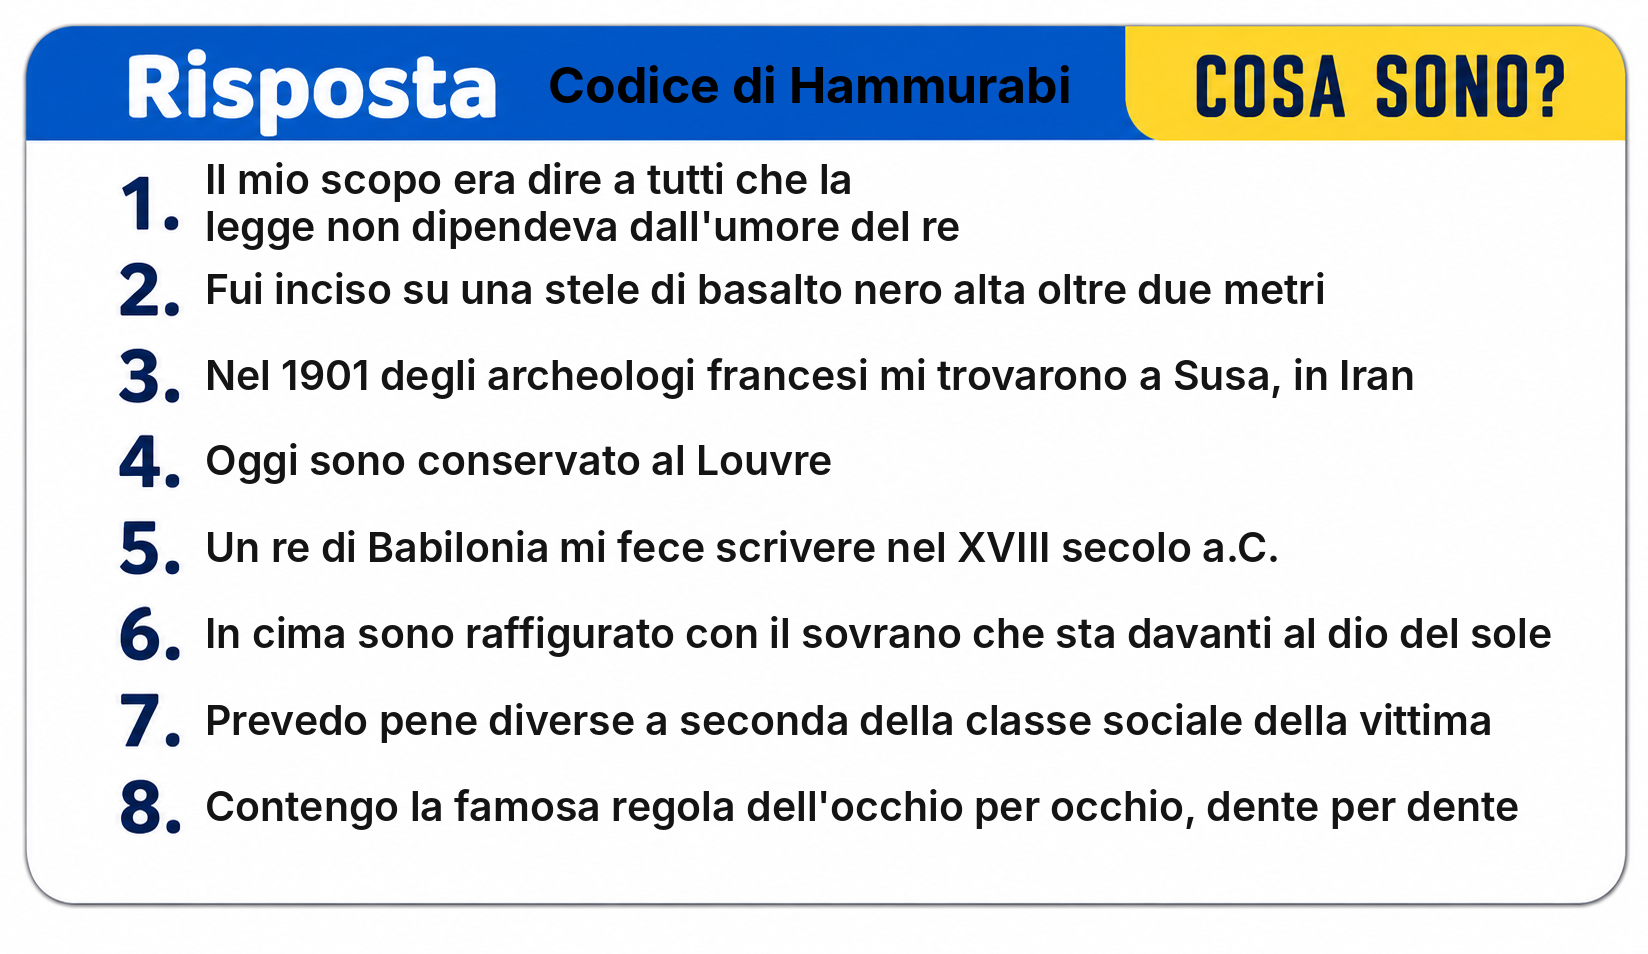 Risposta Codice di Hammurabi COSA SONO?
1. Il mio scopo era dire a tutti che la
legge non dipendeva dall'umore del re
2. Fui inciso su una stele di basalto nero alta oltre due metri
3. Nel 1901 degli archeologi francesi mi trovarono a Susa, in Iran
4. Oggi sono conservato al Louvre
5. Un re di Babilonia mi fece scrivere nel XVIII secolo a.C.
6. In cima sono raffigurato con il sovrano che sta davanti al dio del sole
7. Prevedo pene diverse a seconda della classe sociale della vittima
8. Contengo la famosa regola dell'occhio per occhio, dente per dente